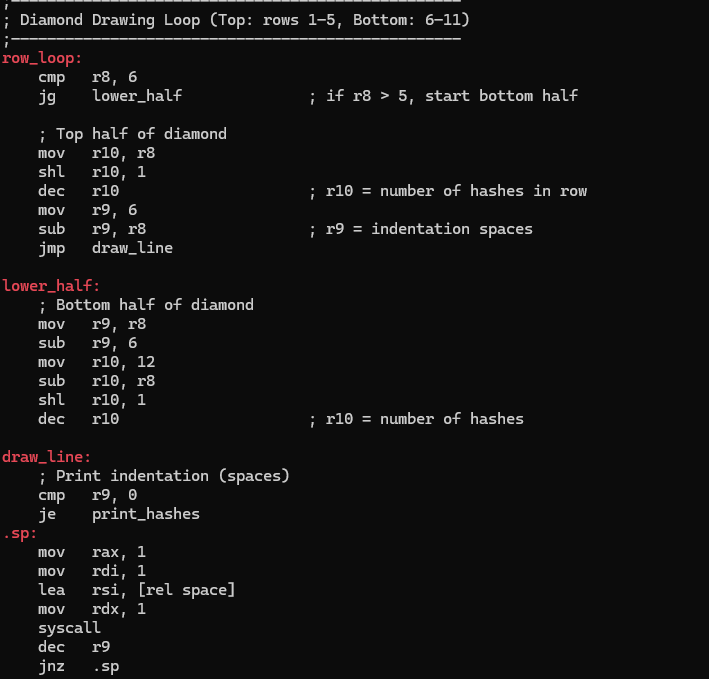 ;--------------------------------------------------
; Diamond Drawing Loop (Top: rows 1-5, Bottom: 6-11)
;--------------------------------------------------
row_loop:
    cmp   r8, 6
    jg    lower_half              ; if r8 > 5, start bottom half

    ; Top half of diamond
    mov   r10, r8
    shl   r10, 1
    dec   r10                     ; r10 = number of hashes in row
    mov   r9, 6
    sub   r9, r8                  ; r9 = indentation spaces
    jmp   draw_line

lower_half:
    ; Bottom half of diamond
    mov   r9, r8
    sub   r9, 6
    mov   r10, 12
    sub   r10, r8
    shl   r10, 1
    dec   r10                     ; r10 = number of hashes

draw_line:
    ; Print indentation (spaces)
    cmp   r9, 0
    je    print_hashes
.sp:
    mov   rax, 1
    mov   rdi, 1
    lea   rsi, [rel space]
    mov   rdx, 1
    syscall
    dec   r9
    jnz   .sp